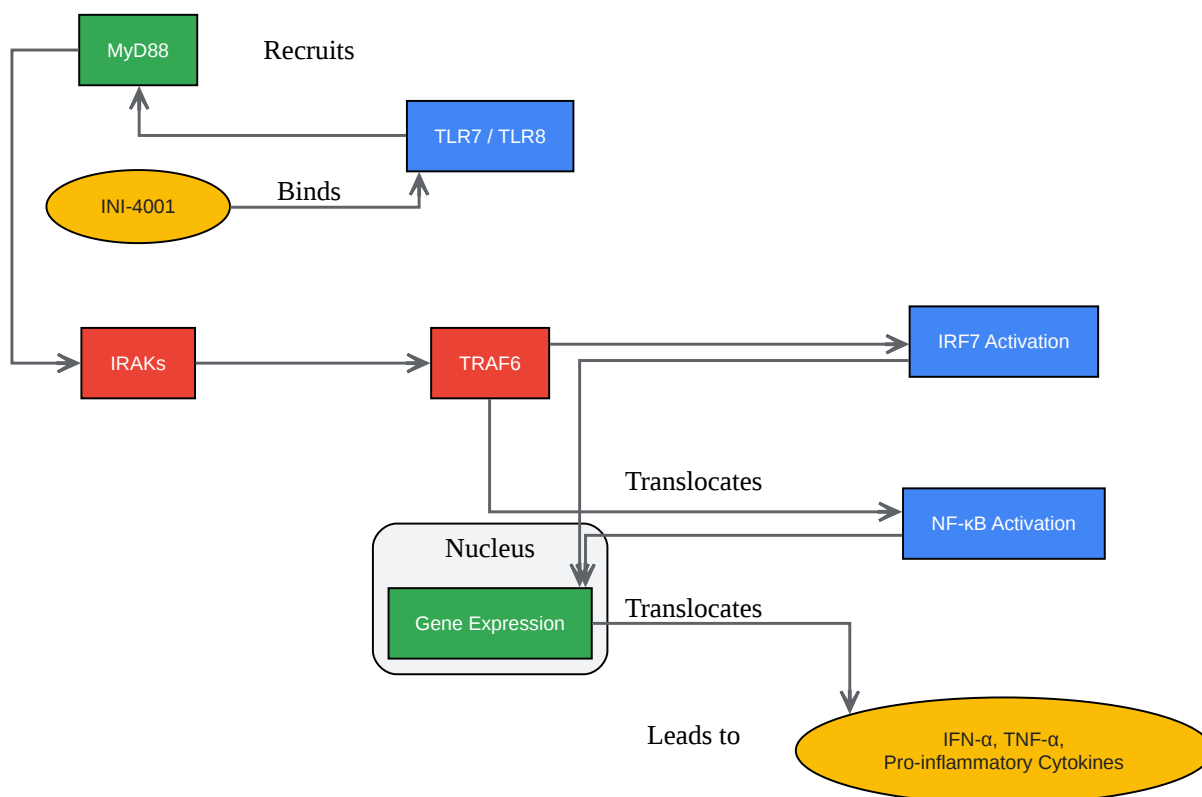 MyD88
Recruits
TLR7 / TLR8
INI-4001
Binds
IRAKs
TRAF6
IRF7 Activation
Translocates
NF-κB Activation
Nucleus
Gene Expression
Translocates
Leads to
IFN-α, TNF-α,
Pro-inflammatory Cytokines